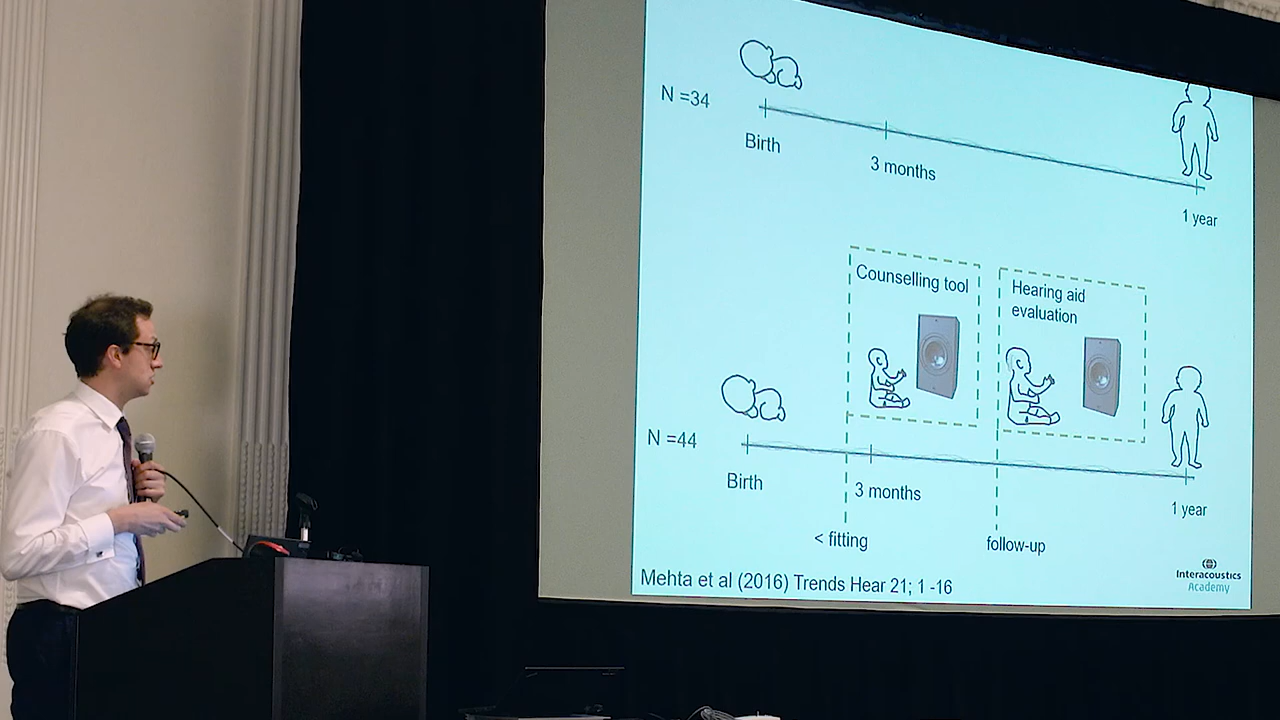 N =34
Birth
3 months
1 year
Counselling tool
Hearing aid
evaluation
N =44
Birth
3 months
1 year
< fitting
follow-up
Mehta et al (2016) Trends Hear 21; 1 -16
Interacoustics
Academy